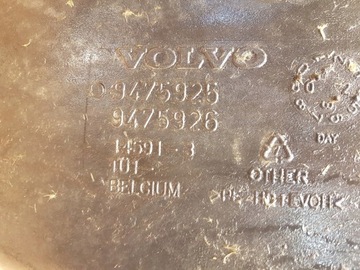 VOLVO
9475925
9475926
14591-3
101
BELGIUM
OTHER
DAY